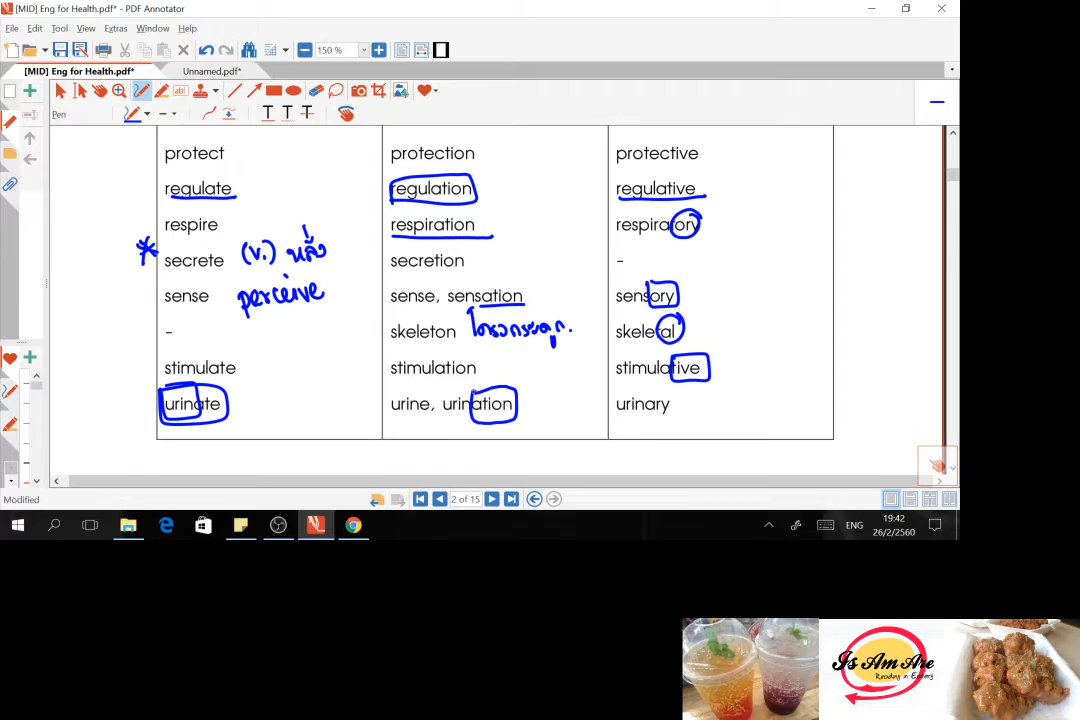 [MID] Eng for Health.pdf* - PDF Annotator
File Edit Tool View Extras Window Help
150 %
[MID] Eng for Health.pdf* Unnamed.pdf*
Pen
protect protection protective
regulate regulation regulative
respire respiration respiratory
* secrete (v.) หลั่ง secretion -
sense perceive sense, sensation sensory
- skeleton โครงกระดูก. skeletal
stimulate stimulation stimulative
urinate urine, urination urinary
Modified 2 of 15
ENG 19:42
26/2/2560
Is Am Are
Reading n Eatery